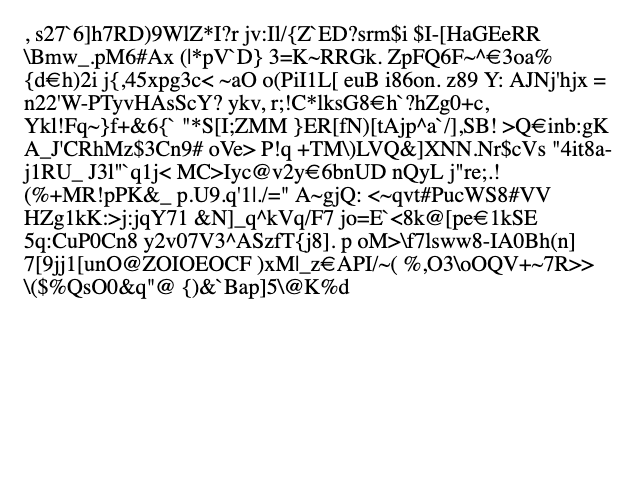 , s27`6]h7RD)9WlZ*I?r jv:Il/{Z`ED?srm$i $I-[HaGEeRR
\Bmw_.pM6#Ax (|*pV`D} 3=K~RRGk. ZpFQ6F~^€3oa%
{d€h)2i j{,45xpg3c< ~aO o(PiI1L[ euB i86on. z89 Y: AJNj'hjx =
n22'W-PTyvHAsScY? ykv, r;!C*lksG8€h`?hZg0+c,
Ykl!Fq~}f+&6{` "*S[I;ZMM }ER[fN)[tAjp^a`/],SB! >Q€inb:gK
A_J'CRhMz$3Cn9# oVe> P!q +TM\)LVQ&]XNN.Nr$cVs "4it8a-
j1RU_ J3l"`q1j< MC>Iyc@v2y€6bnUD nQyL j"re;.!
(%+MR!pPK&_ p.U9.q'1|./=" A~gjQ: <~qvt#PucWS8#VV
HZg1kK:>j:jqY71 &N]_q^kVq/F7 jo=E`<8k@[pe€1kSE
5q:CuP0Cn8 y2v07V3^ASzfT{j8]. p oM>\f7lsww8-IA0Bh(n]
7[9jj1[unO@ZOIOEOCF )xM|_z€API/~( %,O3\oOQV+~7R>>
\($%QsO0&q"@ {)&`Bap]5\@K%d